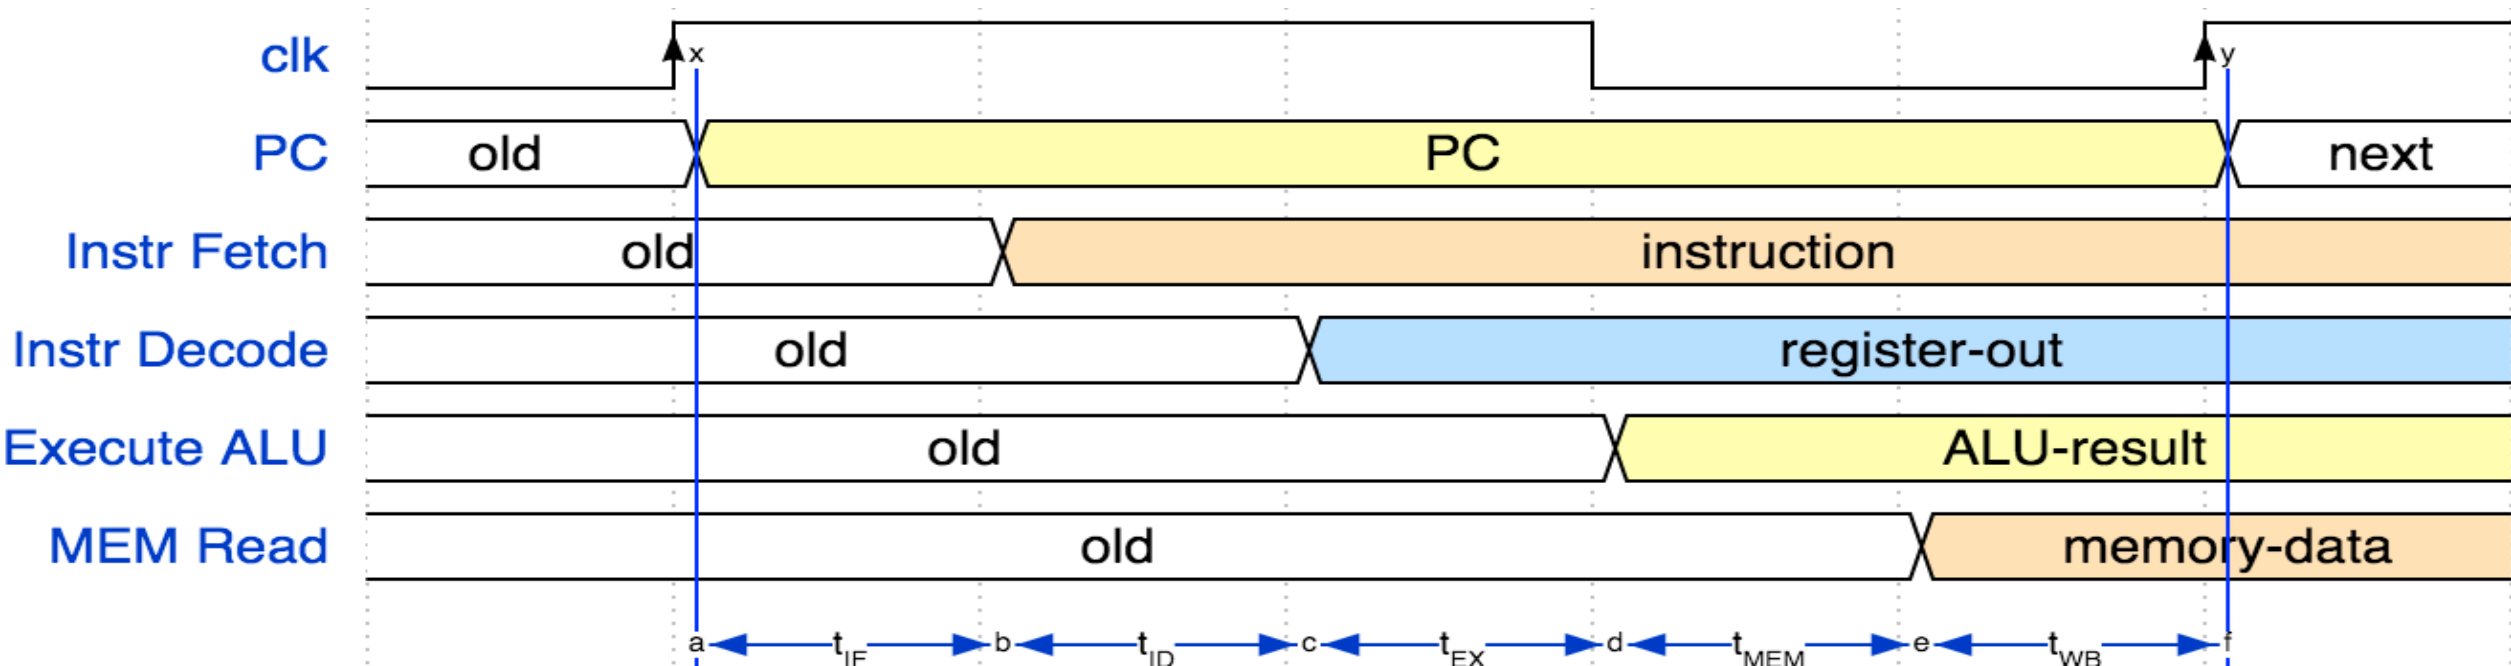 clk x y
PC old PC next
Instr Fetch old instruction
Instr Decode old register-out
Execute ALU old ALU-result
MEM Read old memory-data
a tIF b tID c tEX d tMEM e tWB f